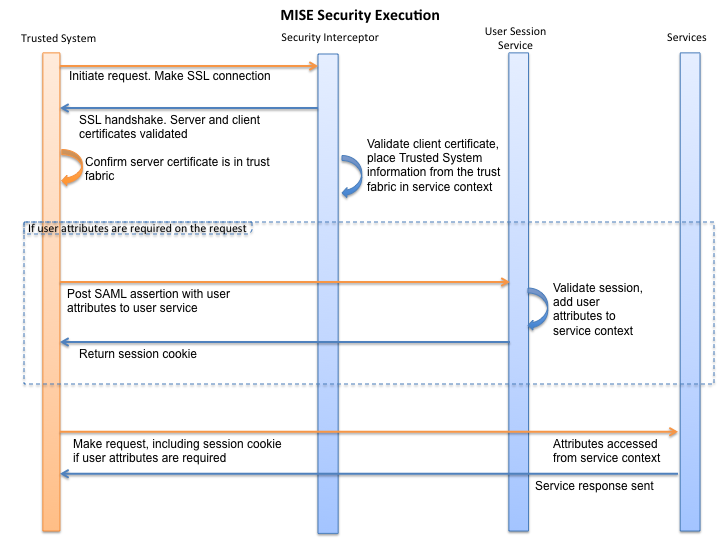 MISE Security Execution
Trusted System
Security Interceptor
User Session
Service
Services
Initiate request. Make SSL connection
SSL handshake. Server and client
certificates validated
Confirm server certificate is in trust
fabric
Validate client certificate,
place Trusted System
information from the trust
fabric in service context
If user attributes are required on the request
Post SAML assertion with user
attributes to user service
Validate session,
add user
attributes to
service context
Return session cookie
Make request, including session cookie
if user attributes are required
Attributes accessed
from service context
Service response sent